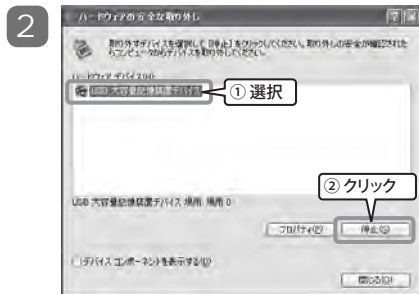 2
ハードウェアの安全な取り外し
取り外すデバイスを選択して [停止] をクリックしてください。取り外しの安全が確認された
らコンピュータからデバイスを取り外してください。
ハードウェア デバイス(H):
USB 大容量記憶装置デバイス
① 選択
② クリック
USB 大容量記憶装置デバイス 場所 場所 0
プロパティ(P)
停止(S)
デバイス コンポーネントを表示する(D)
閉じる(C)